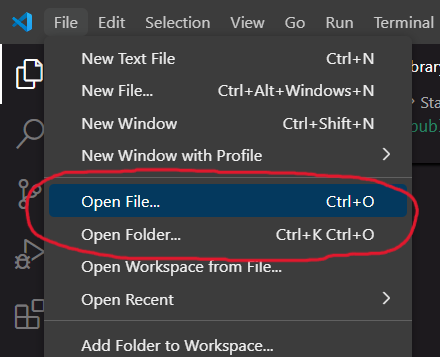 File Edit Selection View Go Run Terminal
New Text File Ctrl+N
New File... Ctrl+Alt+Windows+N
New Window Ctrl+Shift+N
New Window with Profile
Open File... Ctrl+O
Open Folder... Ctrl+K Ctrl+O
Open Workspace from File...
Open Recent
Add Folder to Workspace...